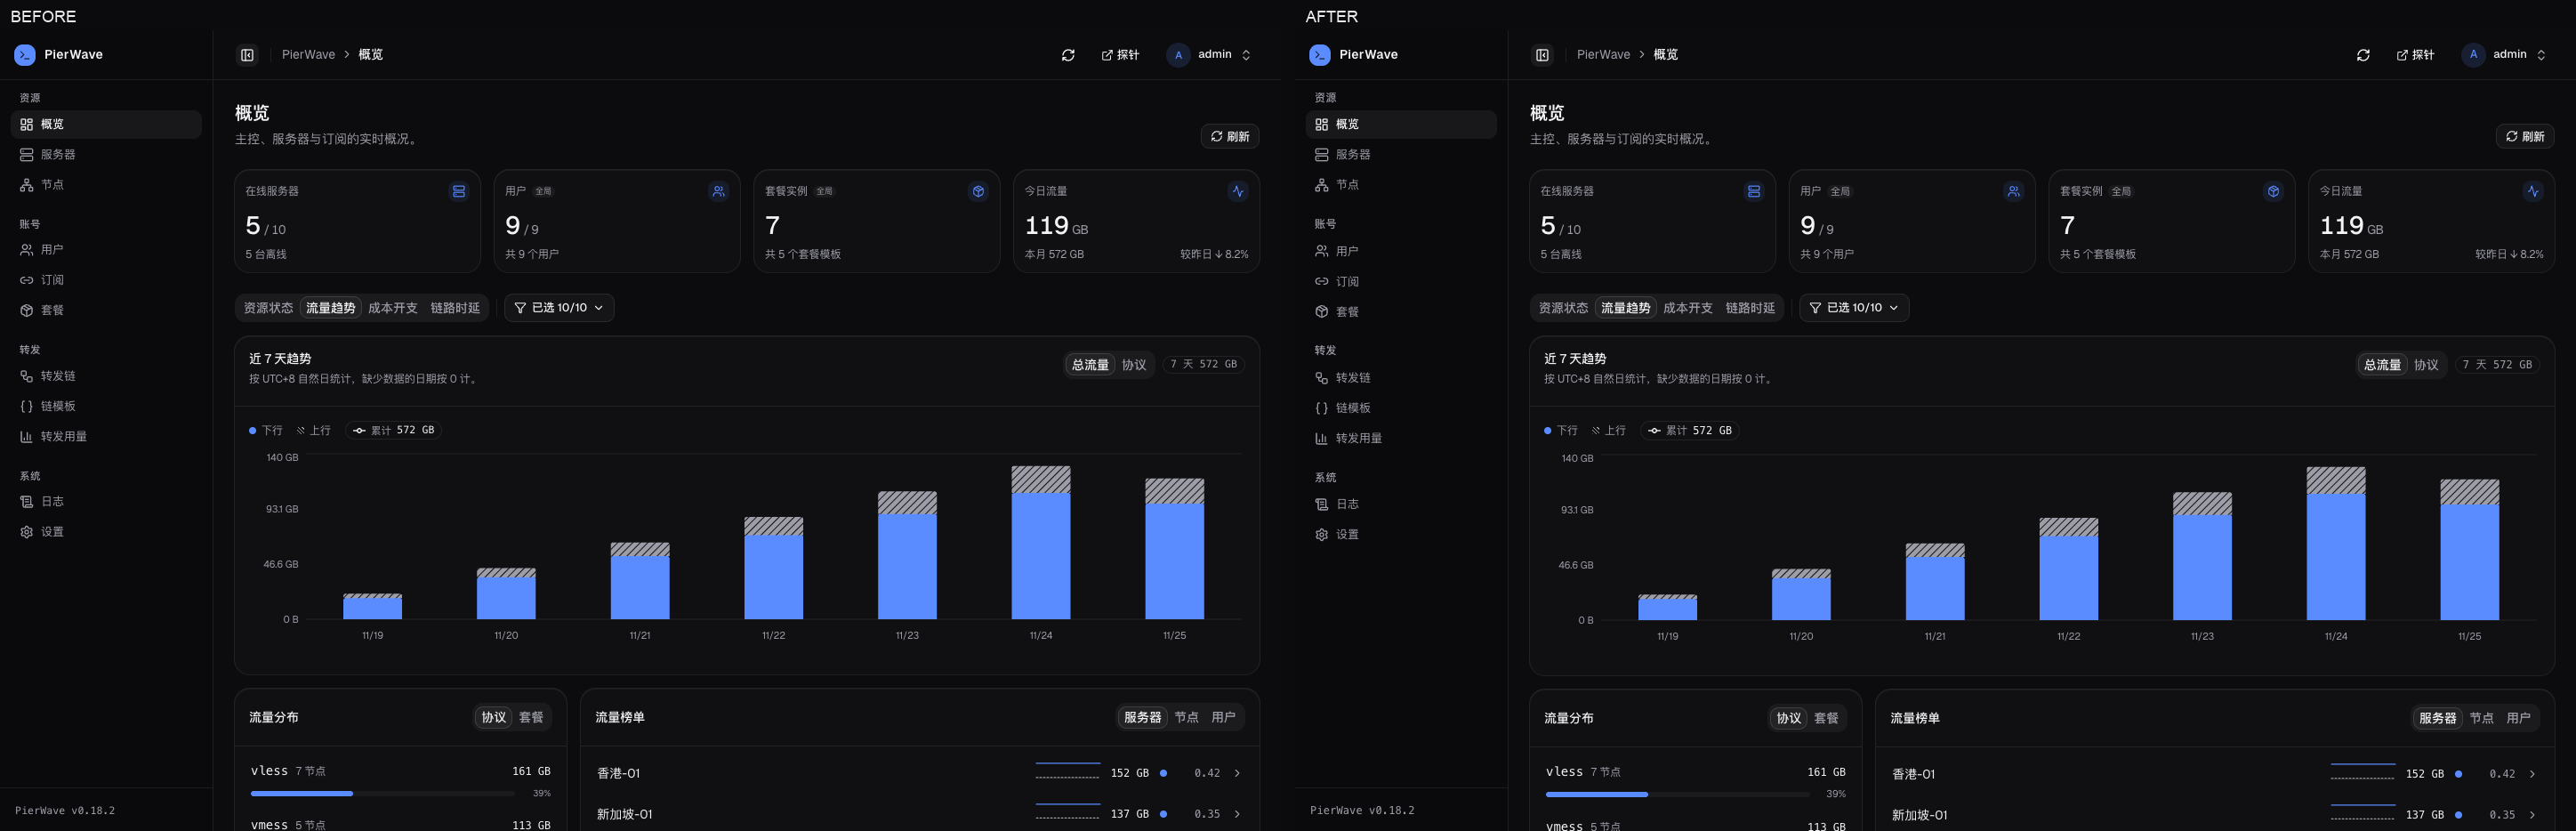 BEFORE
PierWave
PierWave > 概览
探针
A admin
资源
概览
服务器
节点
账号
用户
订阅
套餐
转发
转发链
链模板
转发用量
系统
日志
设置
PierWave v0.18.2
概览
主控、服务器与订阅的实时概况。
刷新
在线服务器
5 / 10
5 台离线
用户 全局
9 / 9
共 9 个用户
套餐实例 全局
7
共 5 个套餐模板
今日流量
119 GB
本月 572 GB 较昨日 ↓ 8.2%
资源状态 流量趋势 成本开支 链路时延 已选 10/10
近 7 天趋势
按 UTC+8 自然日统计，缺少数据的日期按 0 计。
总流量 协议 7 天 572 GB
下行 上行 累计 572 GB
140 GB
93.1 GB
46.6 GB
0 B
11/19 11/20 11/21 11/22 11/23 11/24 11/25
流量分布
协议 套餐
vless 7 节点 161 GB
39%
vmess 5 节点 113 GB
流量榜单
服务器 节点 用户
香港-01 152 GB 0.42
新加坡-01 137 GB 0.35
AFTER
PierWave
PierWave > 概览
探针
A admin
资源
概览
服务器
节点
账号
用户
订阅
套餐
转发
转发链
链模板
转发用量
系统
日志
设置
PierWave v0.18.2
概览
主控、服务器与订阅的实时概况。
刷新
在线服务器
5 / 10
5 台离线
用户 全局
9 / 9
共 9 个用户
套餐实例 全局
7
共 5 个套餐模板
今日流量
119 GB
本月 572 GB 较昨日 ↓ 8.2%
资源状态 流量趋势 成本开支 链路时延 已选 10/10
近 7 天趋势
按 UTC+8 自然日统计，缺少数据的日期按 0 计。
总流量 协议 7 天 572 GB
下行 上行 累计 572 GB
140 GB
93.1 GB
46.6 GB
0 B
11/19 11/20 11/21 11/22 11/23 11/24 11/25
流量分布
协议 套餐
vless 7 节点 161 GB
39%
vmess 5 节点 113 GB
流量榜单
服务器 节点 用户
香港-01 152 GB 0.42
新加坡-01 137 GB 0.35